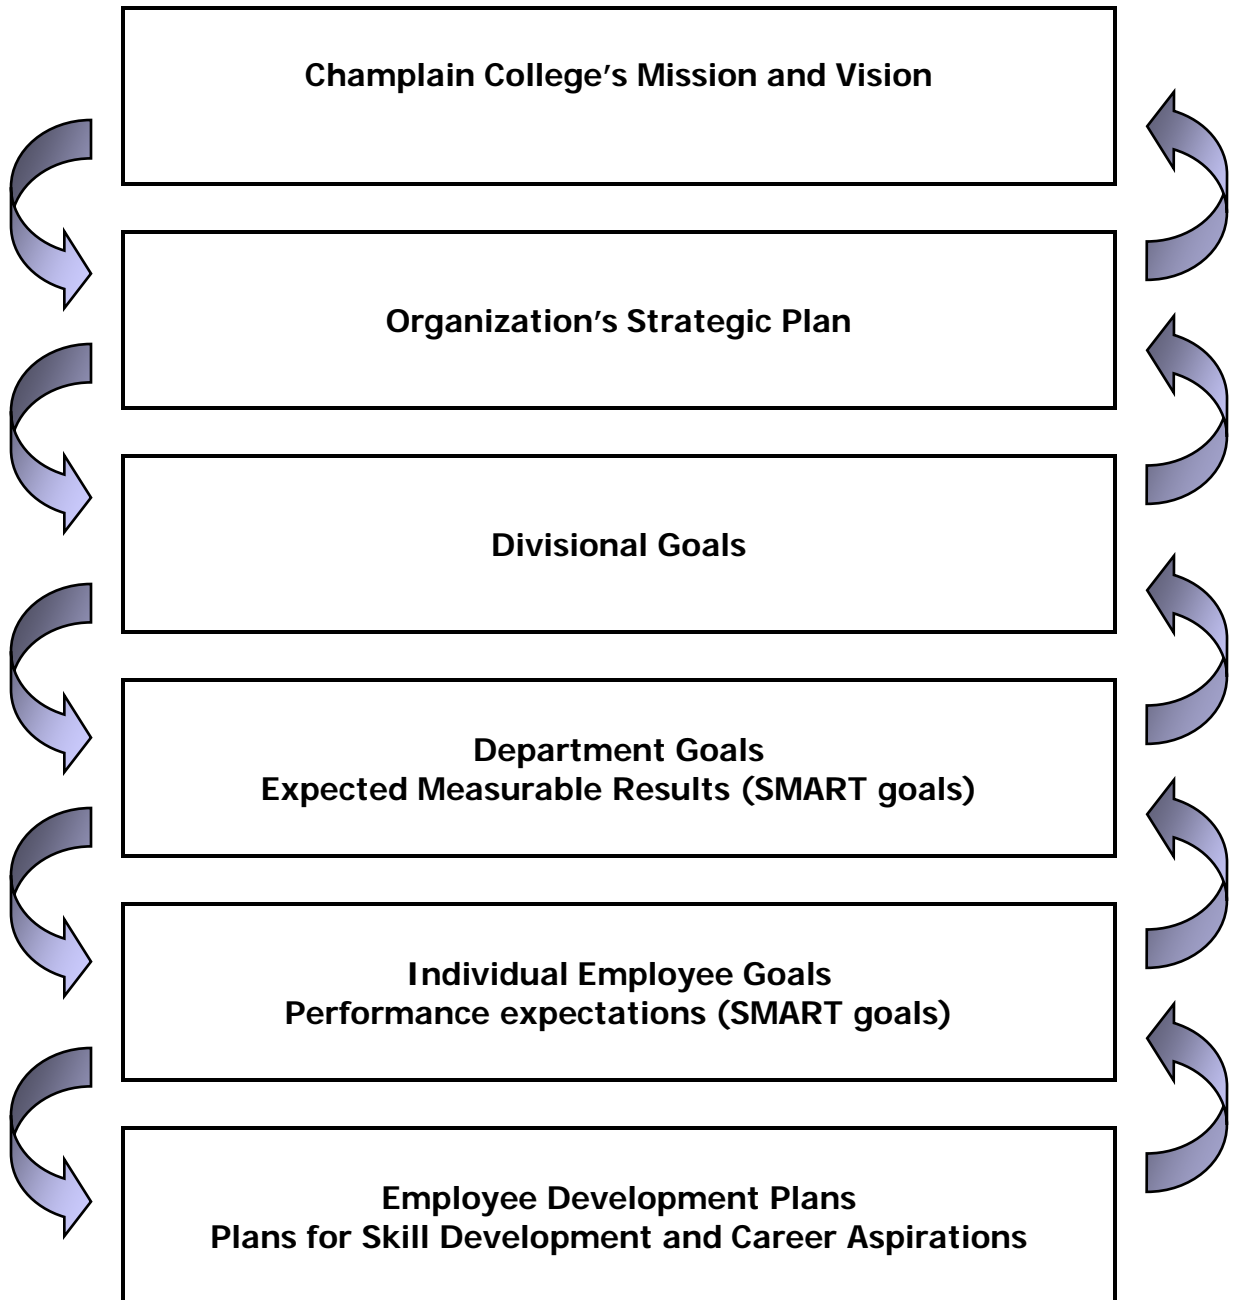 Champlain College’s Mission and Vision
Organization’s Strategic Plan
Divisional Goals
Department Goals
Expected Measurable Results (SMART goals)
Individual Employee Goals
Performance expectations (SMART goals)
Employee Development Plans
Plans for Skill Development and Career Aspirations